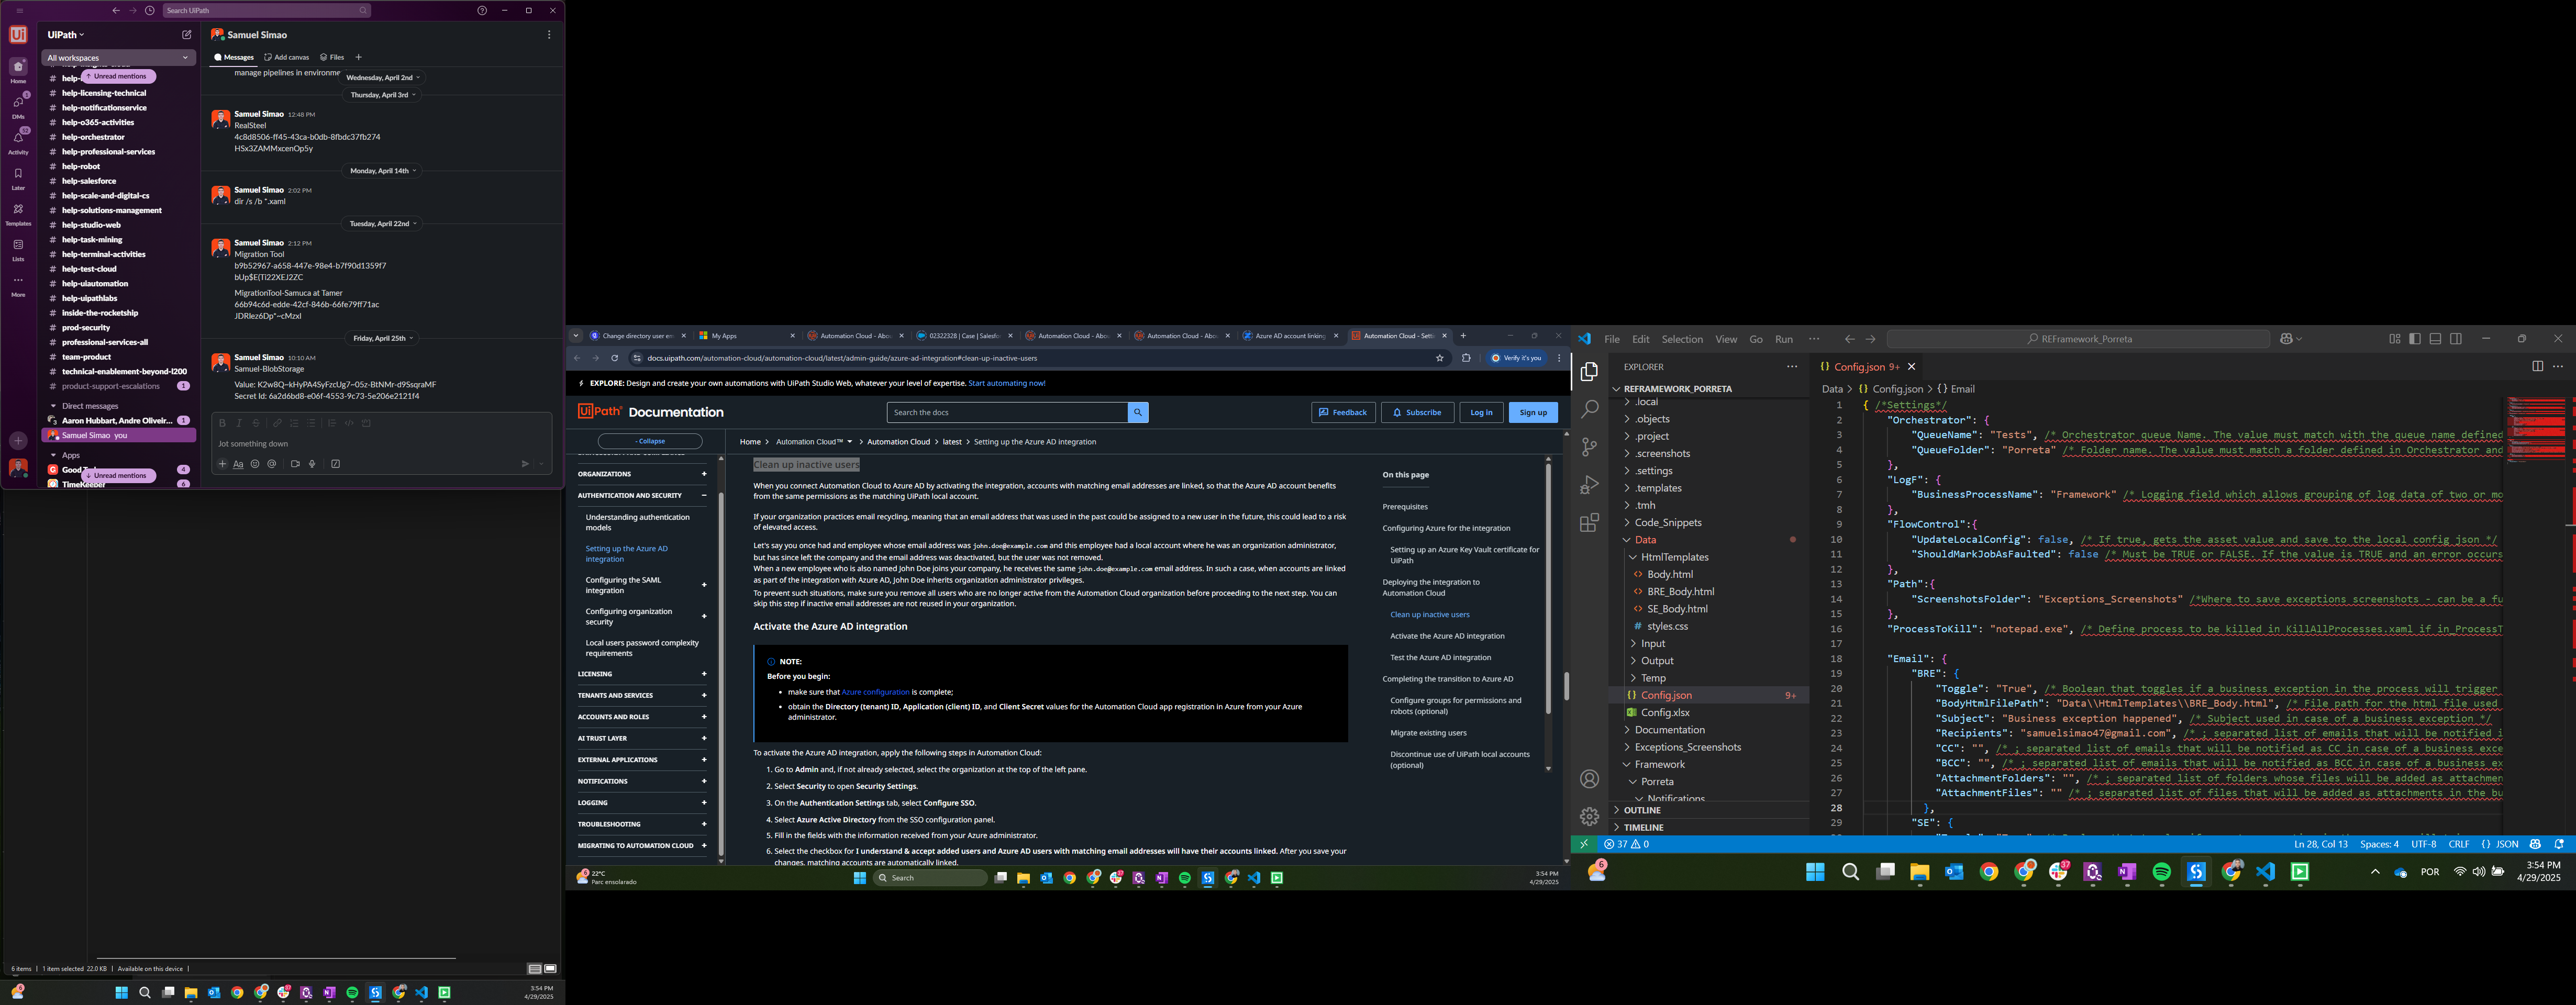 Search UiPath
UiPath
All workspaces
Unread mentions
help-licensing-technical
help-notificationservice
help-o365-activities
help-orchestrator
help-professional-services
help-robot
help-salesforce
help-scale-and-digital-cs
help-solutions-management
help-studio-web
help-task-mining
help-terminal-activities
help-test-cloud
help-uiautomation
help-uipathlabs
inside-the-rocketship
prod-security
professional-services-all
team-product
technical-enablement-beyond-l200
product-support-escalations 1
Direct messages
Aaron Hubbart, Andre Oliveir... 1
Samuel Simao you
Apps
4
Unread mentions
6
Home
DMs
Activity
Later
Templates
Lists
More
Samuel Simao
Messages Add canvas Files
manage pipelines in environme
Wednesday, April 2nd
Thursday, April 3rd
Samuel Simao 12:48 PM
RealSteel
4c8d8506-ff45-43ca-b0db-8fbdc37fb274
HSx3ZAMMxcenOp5y
Monday, April 14th
Samuel Simao 2:02 PM
dir /s /b *.xaml
Tuesday, April 22nd
Samuel Simao 2:12 PM
Migration Tool
b9b52967-a658-447e-98e4-b7f90d1359f7
bUp$E(Ti22XEJ2ZC
MigrationTool-Samuca at Tamer
66b94c6d-edde-42cf-846b-66fe79ff71ac
JDRlez6Dp^~cMzxl
Friday, April 25th
Samuel Simao 10:10 AM
Samuel-BlobStorage
Value: K2w8Q~kHyPA4SyFzcUg7~O5z-BtNMr-d9SsqraMF
Secret Id: 6a2d6bd8-e06f-4553-9c73-5e206e2121f4
Jot something down
6 items | 1 item selected 22.0 KB | Available on this device |
3:54 PM
4/29/2025
Change directory user en
My Apps
Automation Cloud - Abou
02322328 | Case | Salesfor
Automation Cloud - Abou
Automation Cloud - Abou
Azure AD account linking
Automation Cloud - Setti
docs.uipath.com/automation-cloud/automation-cloud/latest/admin-guide/azure-ad-integration#clean-up-inactive-users
Verify it's you
EXPLORE: Design and create your own automations with UiPath Studio Web, whatever your level of expertise. Start automating now!
UiPath Documentation
Search the docs
Feedback
Subscribe
Log in
Sign up
- Collapse
Home > Automation Cloud™ > Automation Cloud > latest > Setting up the Azure AD integration
ORGANIZATIONS
AUTHENTICATION AND SECURITY
Understanding authentication
models
Setting up the Azure AD
integration
Configuring the SAML
integration
Configuring organization
security
Local users password complexity
requirements
LICENSING
TENANTS AND SERVICES
ACCOUNTS AND ROLES
AI TRUST LAYER
EXTERNAL APPLICATIONS
NOTIFICATIONS
LOGGING
TROUBLESHOOTING
MIGRATING TO AUTOMATION CLOUD
Clean up inactive users
When you connect Automation Cloud to Azure AD by activating the integration, accounts with matching email addresses are linked, so that the Azure AD account benefits
from the same permissions as the matching UiPath local account.
If your organization practices email recycling, meaning that an email address that was used in the past could be assigned to a new user in the future, this could lead to a risk
of elevated access.
Let's say you once had and employee whose email address was john.doe@example.com and this employee had a local account where he was an organization administrator,
but has since left the company and the email address was deactivated, but the user was not removed.
When a new employee who is also named John Doe joins your company, he receives the same john.doe@example.com email address. In such a case, when accounts are linked
as part of the integration with Azure AD, John Doe inherits organization administrator privileges.
To prevent such situations, make sure you remove all users who are no longer active from the Automation Cloud organization before proceeding to the next step. You can
skip this step if inactive email addresses are not reused in your organization.
Activate the Azure AD integration
NOTE:
Before you begin:
make sure that Azure configuration is complete;
obtain the Directory (tenant) ID, Application (client) ID, and Client Secret values for the Automation Cloud app registration in Azure from your Azure
administrator.
To activate the Azure AD integration, apply the following steps in Automation Cloud:
1. Go to Admin and, if not already selected, select the organization at the top of the left pane.
2. Select Security to open Security Settings.
3. On the Authentication Settings tab, select Configure SSO.
4. Select Azure Active Directory from the SSO configuration panel.
5. Fill in the fields with the information received from your Azure administrator.
6. Select the checkbox for I understand & accept added users and Azure AD users with matching email addresses will have their accounts linked. After you save your
changes, matching accounts are automatically linked.
On this page
Prerequisites
Configuring Azure for the integration
Setting up an Azure Key Vault certificate for
UiPath
Deploying the integration to
Automation Cloud
Clean up inactive users
Activate the Azure AD integration
Test the Azure AD integration
Completing the transition to Azure AD
Configure groups for permissions and
robots (optional)
Migrate existing users
Discontinue use of UiPath local accounts
(optional)
22°C
Parc ensolarado
Search
3:54 PM
4/29/2025
File Edit Selection View Go Run ···
REFramework_Porreta
EXPLORER
REFRAMEWORK_PORRETA
.local
.objects
.project
.screenshots
.settings
.templates
.tmh
Code_Snippets
Data
HtmlTemplates
Body.html
BRE_Body.html
SE_Body.html
styles.css
Input
Output
Temp
Config.json 9+
Config.xlsx
Documentation
Exceptions_Screenshots
Framework
Porreta
Notifications
OUTLINE
TIMELINE
Config.json 9+
Data > Config.json > Email
1 { /*Settings*/
2 "Orchestrator": {
3 "QueueName": "Tests", /* Orchestrator queue Name. The value must match with the queue name defined
4 "QueueFolder": "Porreta" /* Folder name. The value must match a folder defined in Orchestrator and
5 },
6 "LogF": {
7 "BusinessProcessName": "Framework" /* Logging field which allows grouping of log data of two or mo
8 },
9 "FlowControl":{
10 "UpdateLocalConfig": false, /* If true, gets the asset value and save to the local config json */
11 "ShouldMarkJobAsFaulted": false /* Must be TRUE or FALSE. If the value is TRUE and an error occurs
12 },
13 "Path":{
14 "ScreenshotsFolder": "Exceptions_Screenshots" /*Where to save exceptions screenshots - can be a fu
15 },
16 "ProcessToKill": "notepad.exe", /* Define process to be killed in KillAllProcesses.xaml if in_ProcessT
17
18 "Email": {
19 "BRE": {
20 "Toggle": "True", /* Boolean that toggles if a business exception in the process will trigger
21 "BodyHtmlFilePath": "Data\\HtmlTemplates\\BRE_Body.html", /* File path for the html file used
22 "Subject": "Business exception happened", /* Subject used in case of a business exception */
23 "Recipients": "samuelsimao47@gmail.com", /* ; separated list of emails that will be notified i
24 "CC": "", /* ; separated list of emails that will be notified as CC in case of a business exce
25 "BCC": "", /* ; separated list of emails that will be notified as BCC in case of a business ex
26 "AttachmentFolders": "", /* ; separated list of folders whose files will be added as attachmen
27 "AttachmentFiles": "" /* ; separated list of files that will be added as attachments in the bu
28 },
29 "SE": {
37 0
Ln 28, Col 13 Spaces: 4 UTF-8 CRLF {} JSON
POR
3:54 PM
4/29/2025